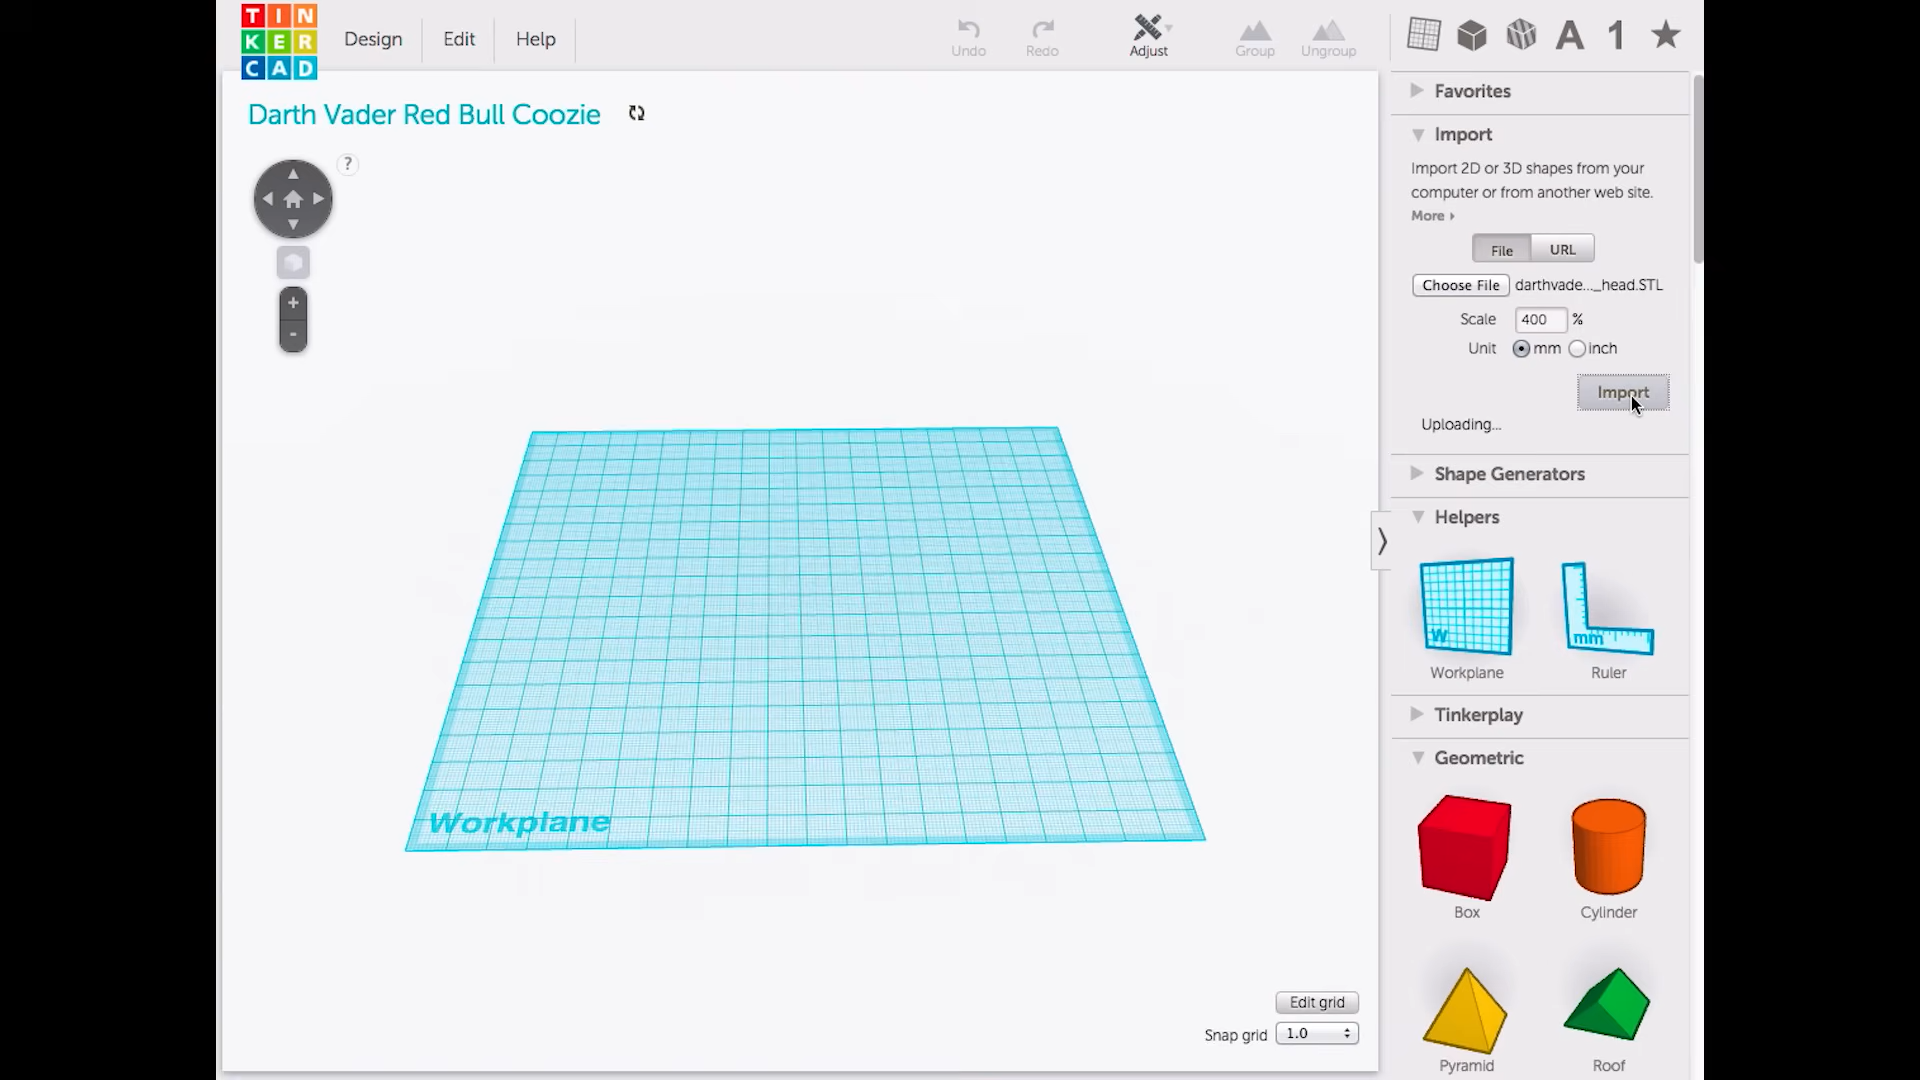 TIN
KER
CAD
Design
Edit
Help
Undo
Redo
Adjust
Group
Ungroup
A
1
Darth Vader Red Bull Coozie
?
+
-
Favorites
Import
Import 2D or 3D shapes from your
computer or from another web site.
More
File
URL
Choose File
darthvade..._head.STL
Scale
400
%
Unit
mm
inch
Import
Uploading...
Shape Generators
Helpers
W
mm
Workplane
Ruler
Tinkerplay
Geometric
Box
Cylinder
Pyramid
Roof
Workplane
Edit grid
Snap grid
1.0